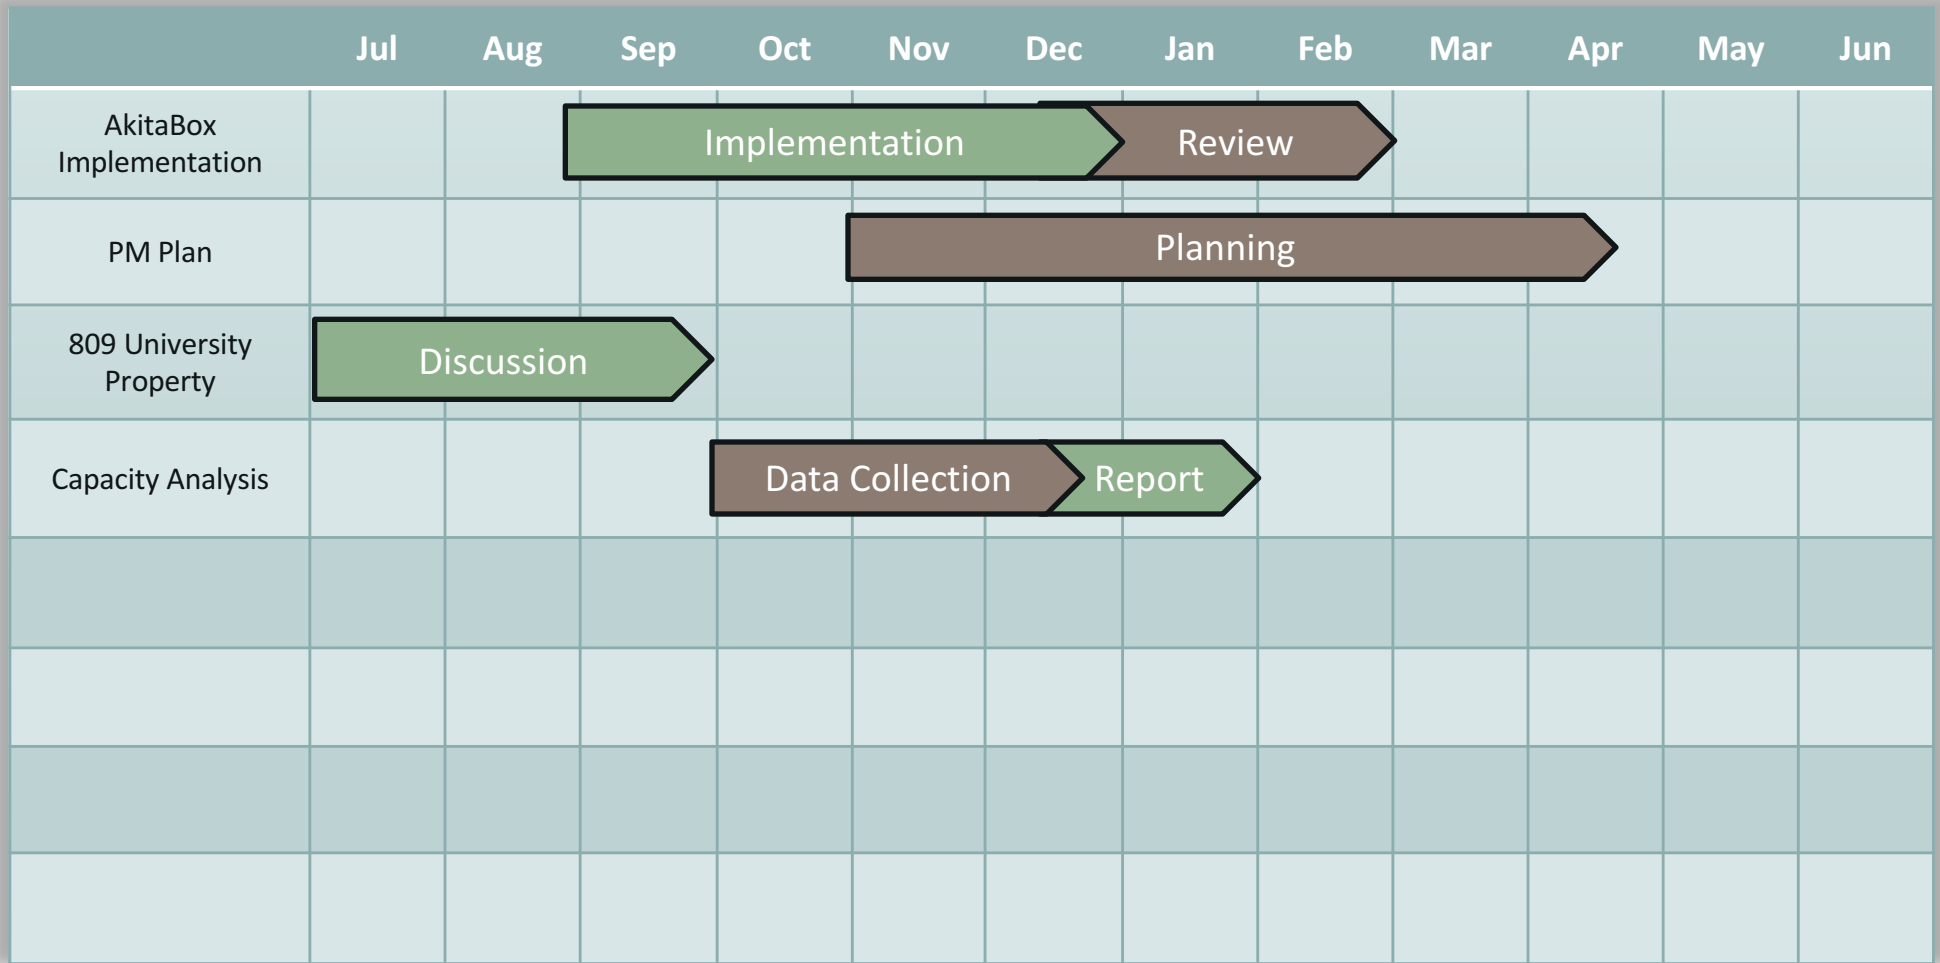 Jul Aug Sep Oct Nov Dec Jan Feb Mar Apr May Jun
AkitaBox
Implementation
Implementation Review
PM Plan
Planning
809 University
Property
Discussion
Capacity Analysis
Data Collection Report